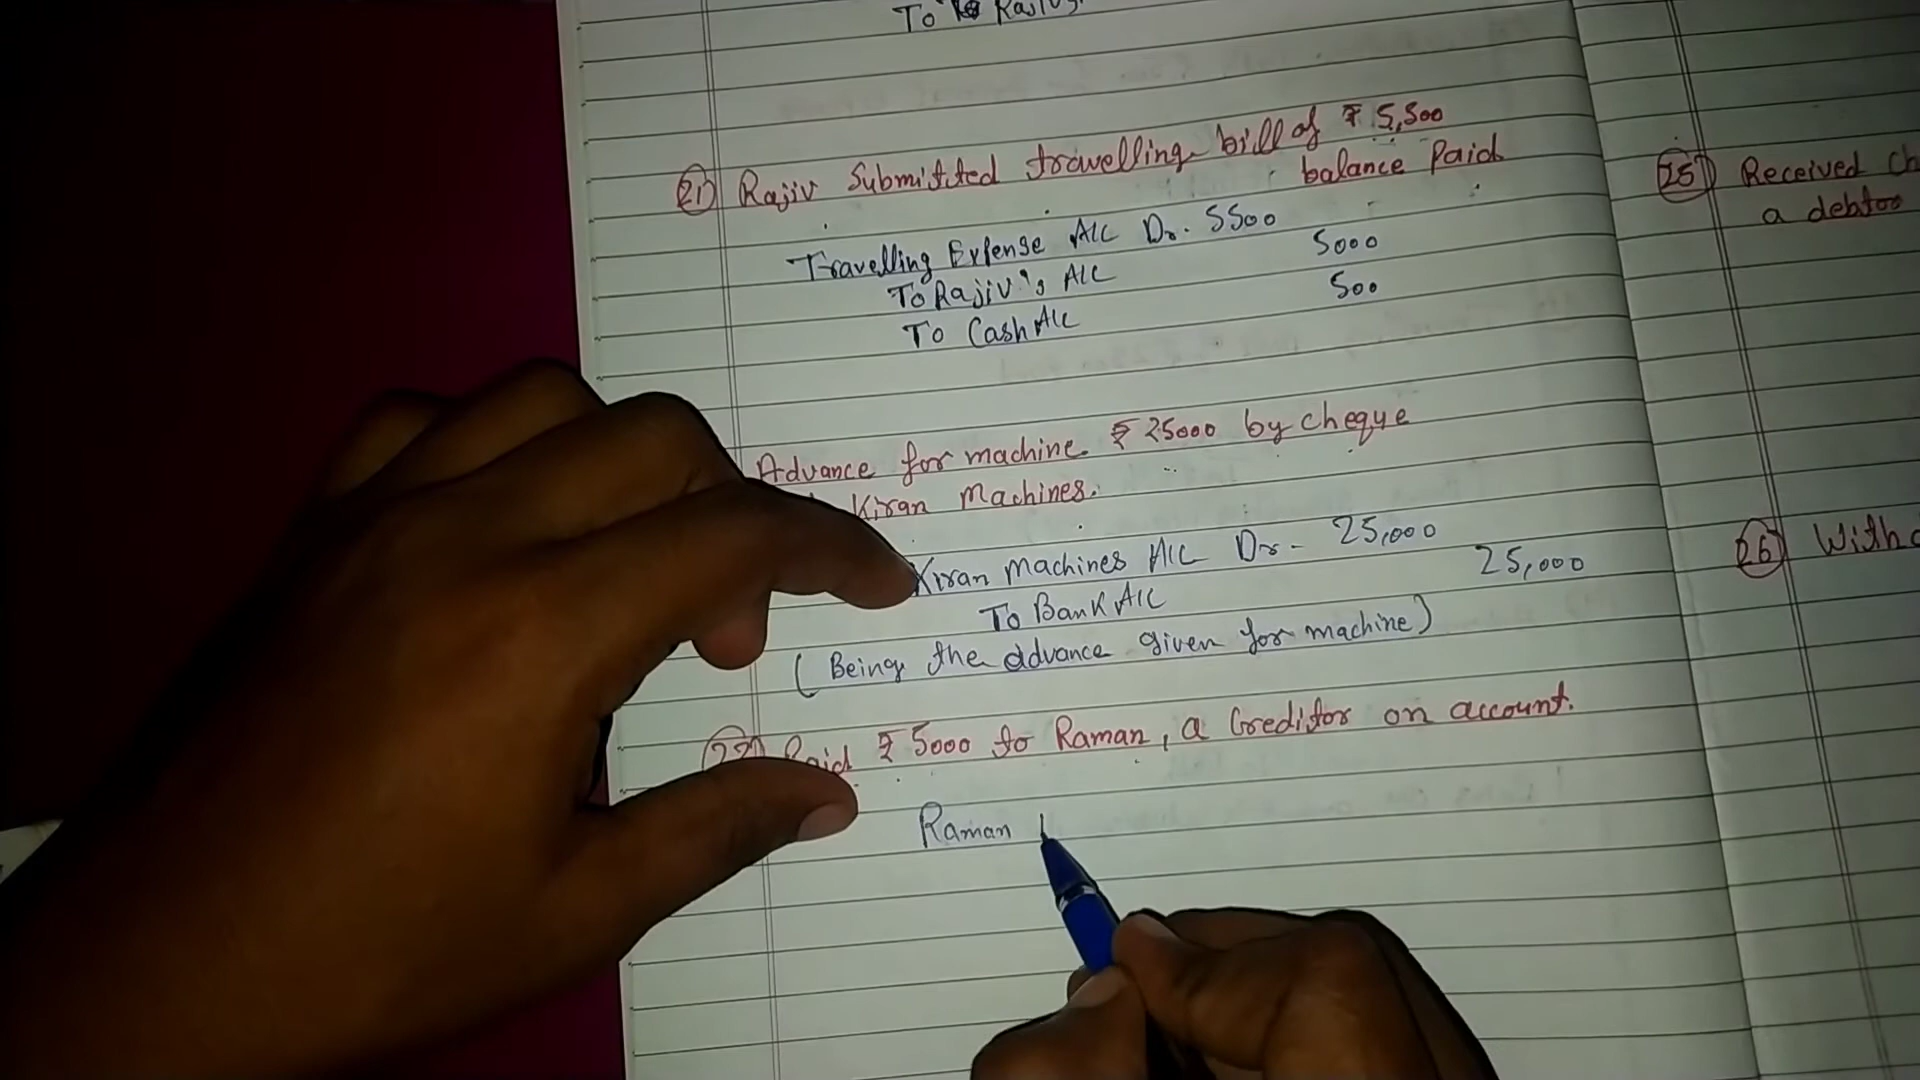 To Rajiv
(21) Rajiv Submitted travelling bill of ₹ 5,500
balance Paid
Travelling Expense A/C Dr. 5500
To Rajiv's A/C 5000
To Cash A/C 500
Advance for machine ₹ 25000 by cheque
Kiran Machines.
Kiran Machines A/C Dr- 25,000
To Bank A/C 25,000
(Being the advance given for machine)
Paid ₹ 5000 to Raman, a Creditor on account.
Raman
(25) Received
a debtor
(26)